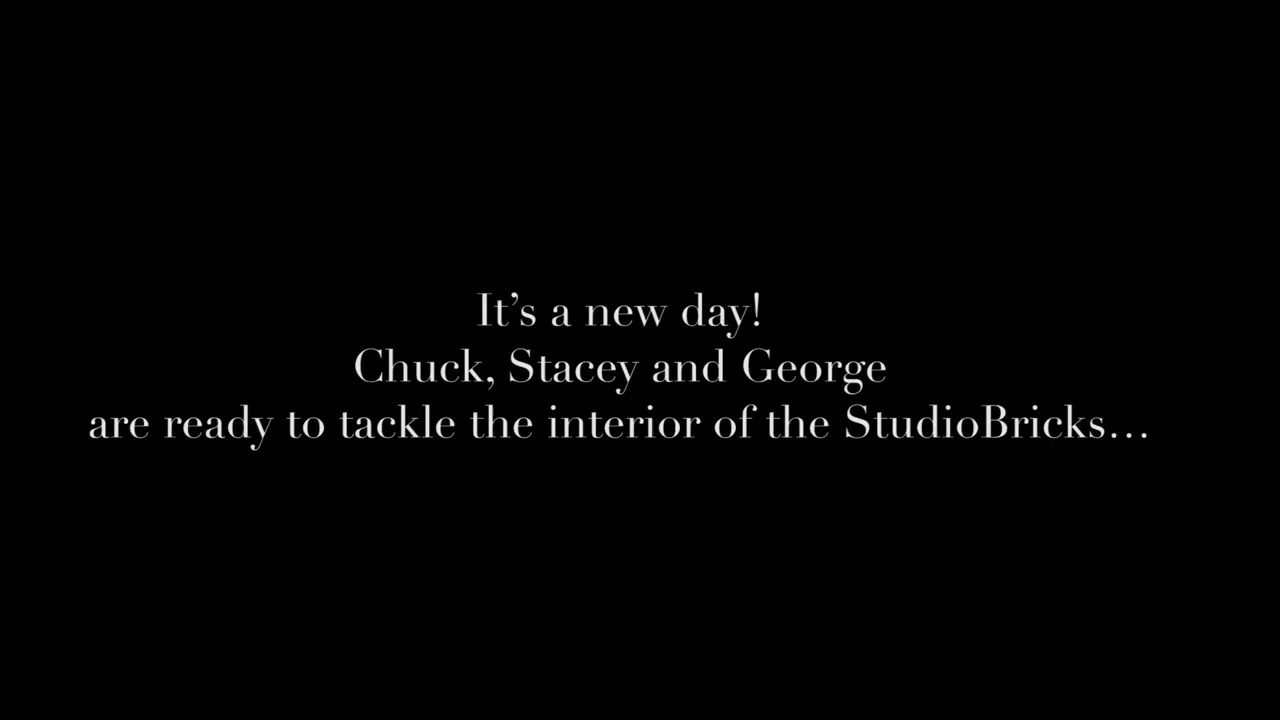 It’s a new day!
Chuck, Stacey and George
are ready to tackle the interior of the StudioBricks…